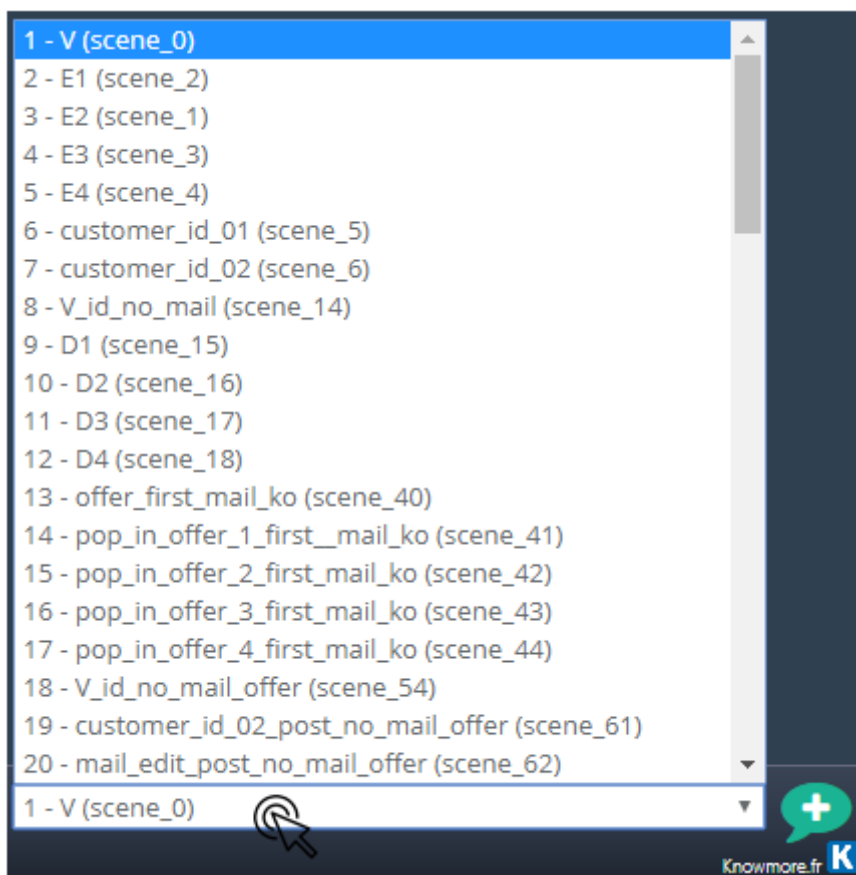 1 - V (scene_0)
2 - E1 (scene_2)
3 - E2 (scene_1)
4 - E3 (scene_3)
5 - E4 (scene_4)
6 - customer_id_01 (scene_5)
7 - customer_id_02 (scene_6)
8 - V_id_no_mail (scene_14)
9 - D1 (scene_15)
10 - D2 (scene_16)
11 - D3 (scene_17)
12 - D4 (scene_18)
13 - offer_first_mail_ko (scene_40)
14 - pop_in_offer_1_first__mail_ko (scene_41)
15 - pop_in_offer_2_first_mail_ko (scene_42)
16 - pop_in_offer_3_first_mail_ko (scene_43)
17 - pop_in_offer_4_first_mail_ko (scene_44)
18 - V_id_no_mail_offer (scene_54)
19 - customer_id_02_post_no_mail_offer (scene_61)
20 - mail_edit_post_no_mail_offer (scene_62)
1 - V (scene_0)
Knowmore.fr K